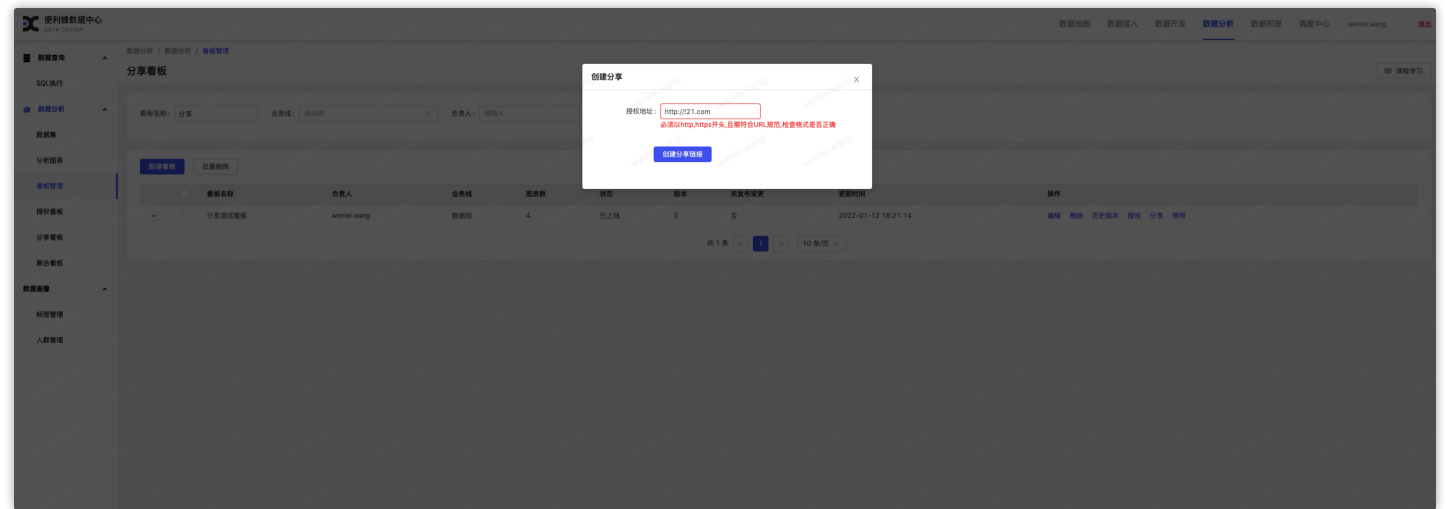 便利蜂数据中心
DATA CENTER
数据地图 数据接入 数据开发 数据分析 数据权限 调度中心 wenlei.wang 退出
数据查询
SQL执行
数据分析
数据集
分析图表
看板管理
授权看板
分享看板
聚合看板
数据画像
标签管理
人群管理
数据分析 / 数据分析 / 看板管理
分享看板
课程学习
看板名称: 分享 业务线: 请选择 负责人: 请输入
新建看板 批量删除
看板名称 负责人 业务线 图表数 状态 版本 未发布变更 更新时间 操作
分享测试看板 wenlei.wang 数据组 4 已上线 3 否 2022-01-12 16:21:14 编辑 删除 历史版本 授权 分享 停用
共 1 条 < 1 > 10 条/页
创建分享
授权地址: http://!21.com
必须以http,https开头,且需符合URL规范,检查格式是否正确
创建分享链接